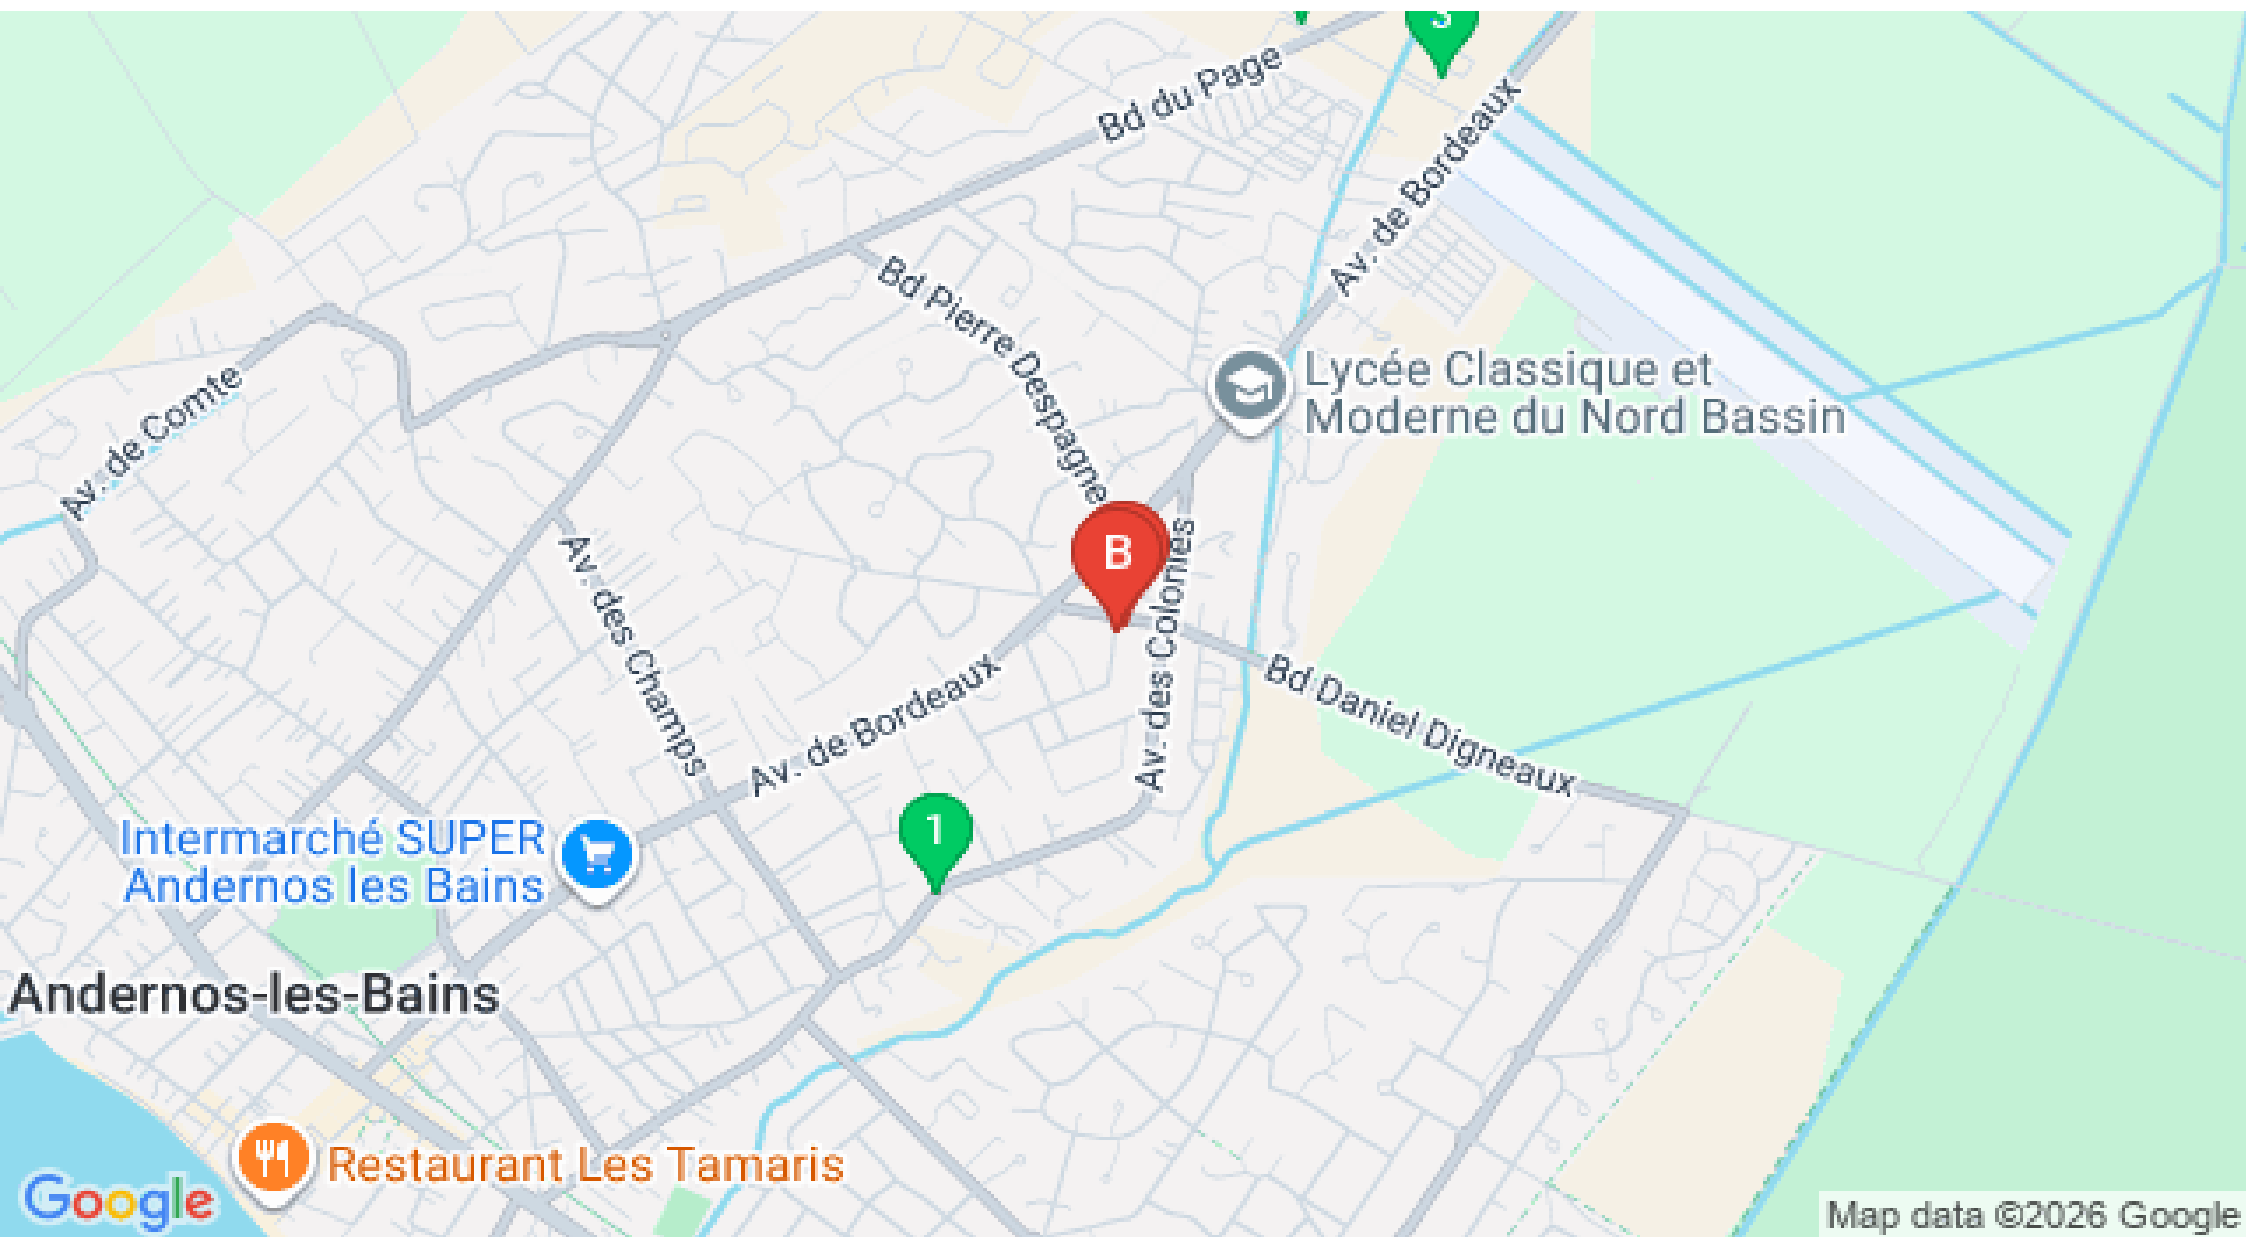 3
Bd du Page
Av. de Bordeaux
Bd Pierre Despagne
Lycée Classique et
Moderne du Nord Bassin
Av. de Comte
B
Av. des Champs
Av. des Colonies
Av. de Bordeaux
Bd Daniel Digneaux
1
Intermarché SUPER
Andernos les Bains
Andernos-les-Bains
Restaurant Les Tamaris
Google
Map data ©2026 Google